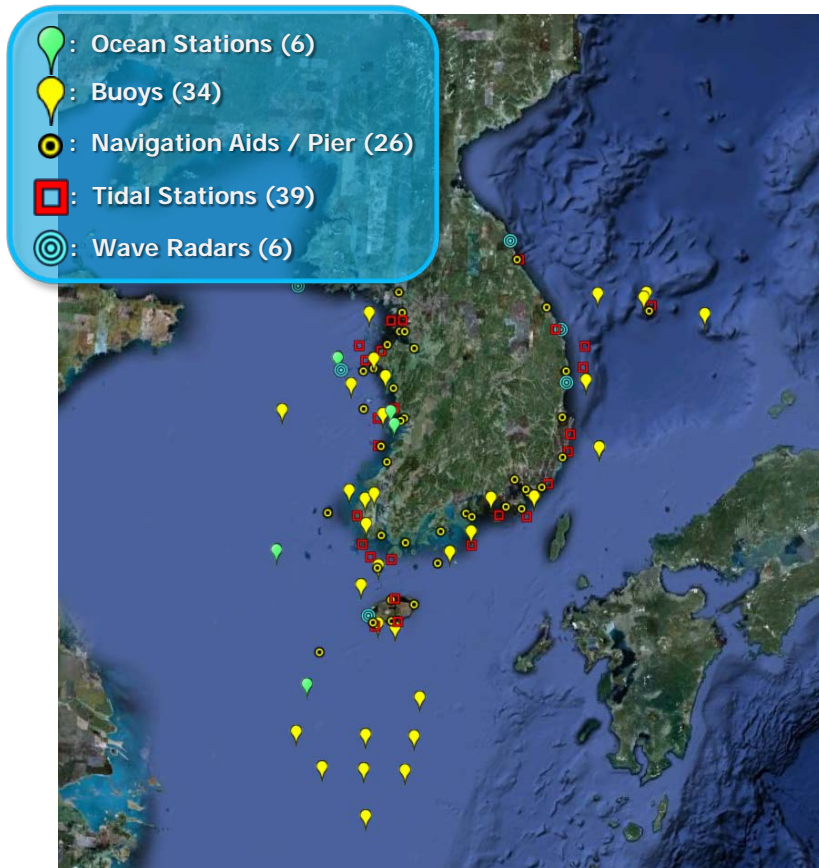 : Ocean Stations (6)
: Buoys (34)
: Navigation Aids / Pier (26)
: Tidal Stations (39)
: Wave Radars (6)